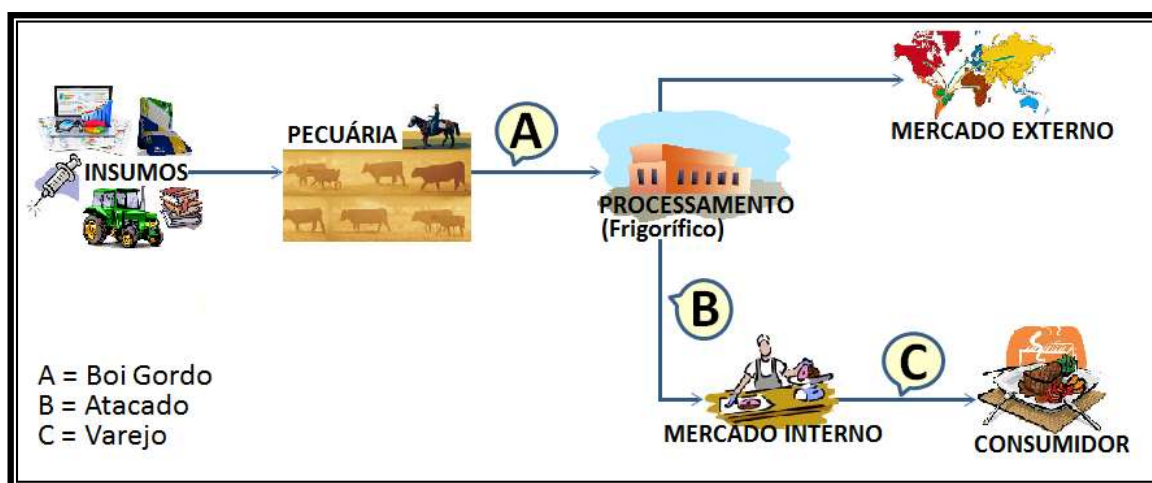 INSUMOS
PECUÁRIA
A
PROCESSAMENTO
(Frigorífico)
MERCADO EXTERNO
B
MERCADO INTERNO
C
CONSUMIDOR
A = Boi Gordo
B = Atacado
C = Varejo